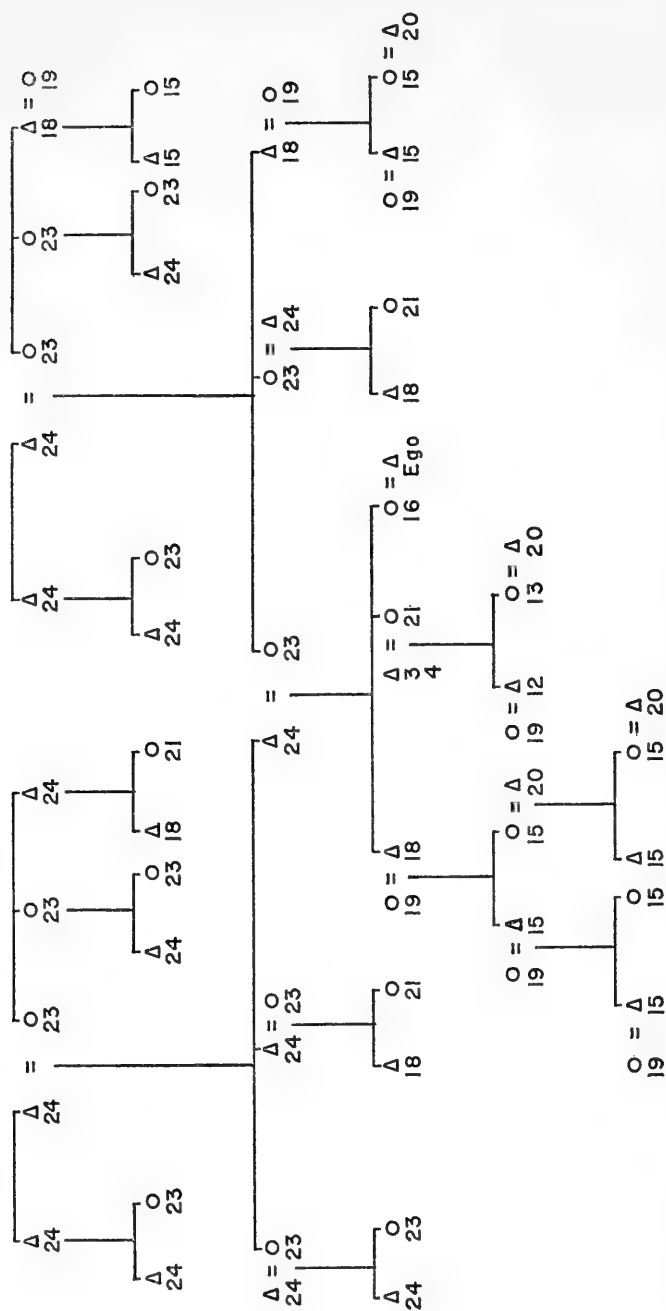 24 24 23 23 24 24 24 23 23 18 = 19
24 23 24 23 18 21 24 23 24 23 15 15
24 = 23 24 = 23 24 = 23 23 = 24 18 = 19
24 23 18 21 19 = 18 3 = 21 16 = Ego 18 21 19 = 15 15 = 20
4
19 = 15 15 = 20 19 = 12 13 = 20
19 = 15 15 15 15 = 20